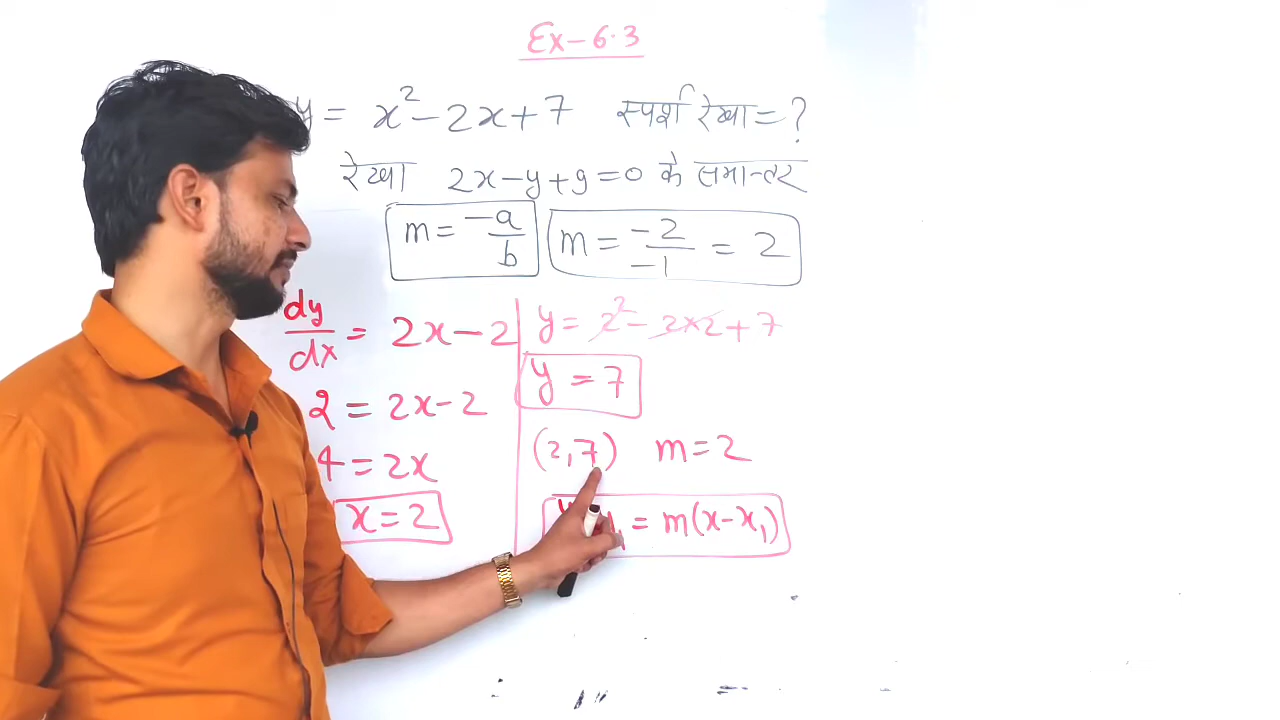 Ex-6.3
y = x² - 2x + 7 स्पर्श रेखा = ?
रेखा 2x - y + 9 = 0 के समान्तर
m = -a/b
m = -2/-1 = 2
dy/dx = 2x - 2
2 = 2x - 2
4 = 2x
x = 2
y = 2² - 2×2 + 7
y = 7
(2,7) m = 2
y - y₁ = m(x - x₁)